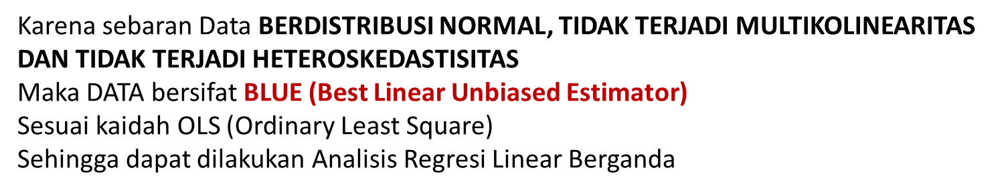 Karena sebaran Data BERDISTRIBUSI NORMAL, TIDAK TERJADI MULTIKOLINEARITAS
DAN TIDAK TERJADI HETEROSKEDASTISITAS
Maka DATA bersifat BLUE (Best Linear Unbiased Estimator)
Sesuai kaidah OLS (Ordinary Least Square)
Sehingga dapat dilakukan Analisis Regresi Linear Berganda